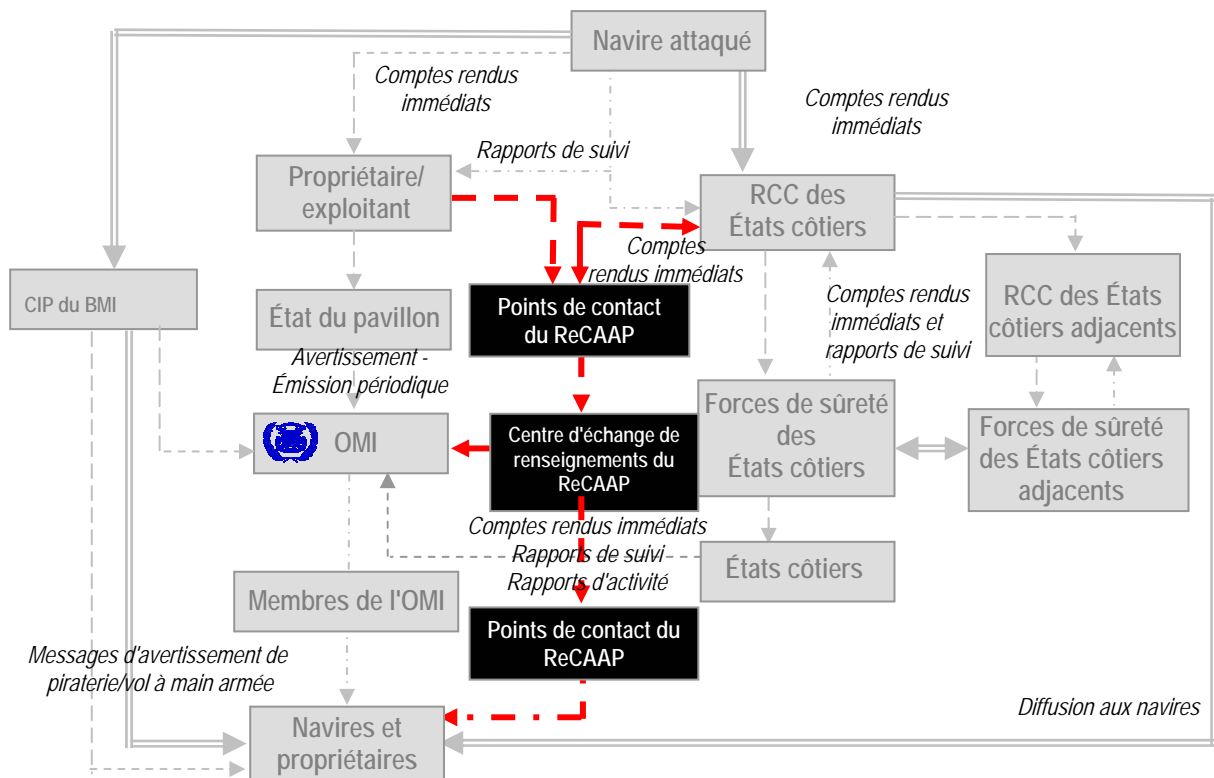 Navire attaqué
Comptes rendus
immédiats
Comptes rendus
immédiats
Rapports de suivi
Propriétaire/
exploitant
RCC des
États côtiers
Comptes
rendus immédiats
CIP du BMI
État du pavillon
Points de contact
du ReCAAP
Comptes rendus
immédiats et
rapports de suivi
RCC des États
côtiers adjacents
Avertissement -
Émission périodique
OMI
Centre d'échange de
renseignements du
ReCAAP
Forces de sûreté
des
États côtiers
Forces de sûreté
des États côtiers
adjacents
Comptes rendus immédiats
Rapports de suivi
Rapports d'activité
États côtiers
Membres de l'OMI
Points de contact du
ReCAAP
Messages d'avertissement de
piraterie/vol à main armée
Diffusion aux navires
Navires et
propriétaires